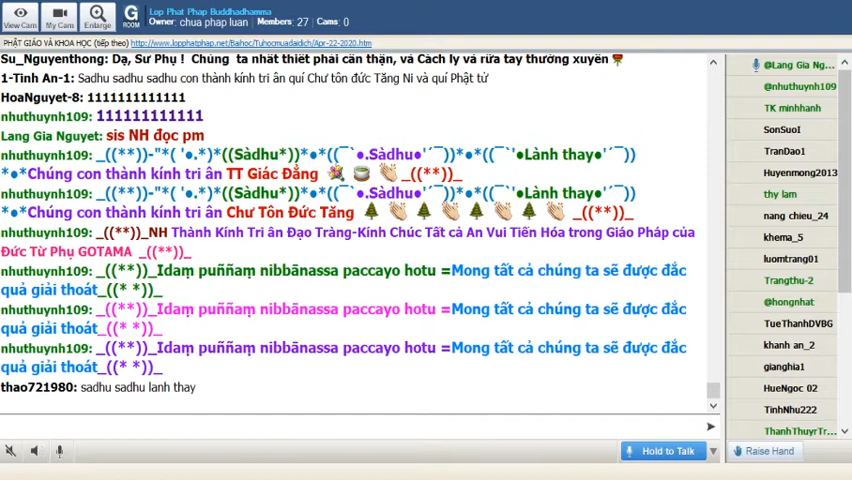 View Cam
My Cam
Enlarge
G
ROOM
Lop Phat Phap Buddhadhamma
Owner: chua phap luan Members: 27 Cams: 0
PHẬT GIÁO VÀ KHOA HỌC (tiếp theo) http://www.lopphatphap.net/Baihoc/Tuhocmuadaidich/Apr-22-2020.htm
Su_Nguyenthong: Dạ, Sư Phụ ! Chúng ta nhất thiết phải cẩn thận, và Cách ly và rửa tay thường xuyên
1-Tinh An-1: Sadhu sadhu sadhu con thành kính tri ân quí Chư tôn đức Tăng Ni và quí Phật tử
HoaNguyet-8: 1111111111111
nhuthuynh109: 111111111111
Lang Gia Nguyet: sis NH đọc pm
nhuthuynh109: _((**))-"*( '●.*)*((Sàdhu*))*●*((¯`●.Sàdhu●'´¯))*●*((¯`'●Lành thay●'´¯))
*●*Chúng con thành kính tri ân TT Giác Đẳng _((**))_
nhuthuynh109: _((**))-"*( '●.*)*((Sàdhu*))*●*((¯`●.Sàdhu●'´¯))*●*((¯`'●Lành thay●'´¯))
*●*Chúng con thành kính tri ân Chư Tôn Đức Tăng 🌲 👏 🌲 👏 🌲 👏 🌲 👏 _((**))_
nhuthuynh109: _((**))_NH Thành Kính Tri ân Đạo Tràng-Kính Chúc Tất cả An Vui Tiến Hóa trong Giáo Pháp của
Đức Từ Phụ GOTAMA _((**))_
nhuthuynh109: _((**))_Idaṃ puññaṃ nibbānassa paccayo hotu =Mong tất cả chúng ta sẽ được đắc
quả giải thoát_((* *))_
nhuthuynh109: _((**))_Idaṃ puññaṃ nibbānassa paccayo hotu =Mong tất cả chúng ta sẽ được đắc
quả giải thoát_((* *))_
nhuthuynh109: _((**))_Idaṃ puññaṃ nibbānassa paccayo hotu =Mong tất cả chúng ta sẽ được đắc
quả giải thoát_((* *))_
thao721980: sadhu sadhu lanh thay
@Lang Gia Ng...
@nhuthuynh109
TK minhhanh
SonSuoI
TranDao1
Huyenmong2013
thy lam
nang chieu_24
khema_5
luomtrang01
Trangthu-2
@hongnhat
TueThanhDVBG
khanh an_2
gianghia1
HueNgoc 02
TinhNhu222
ThanhThuyrTr...
Hold to Talk
Raise Hand